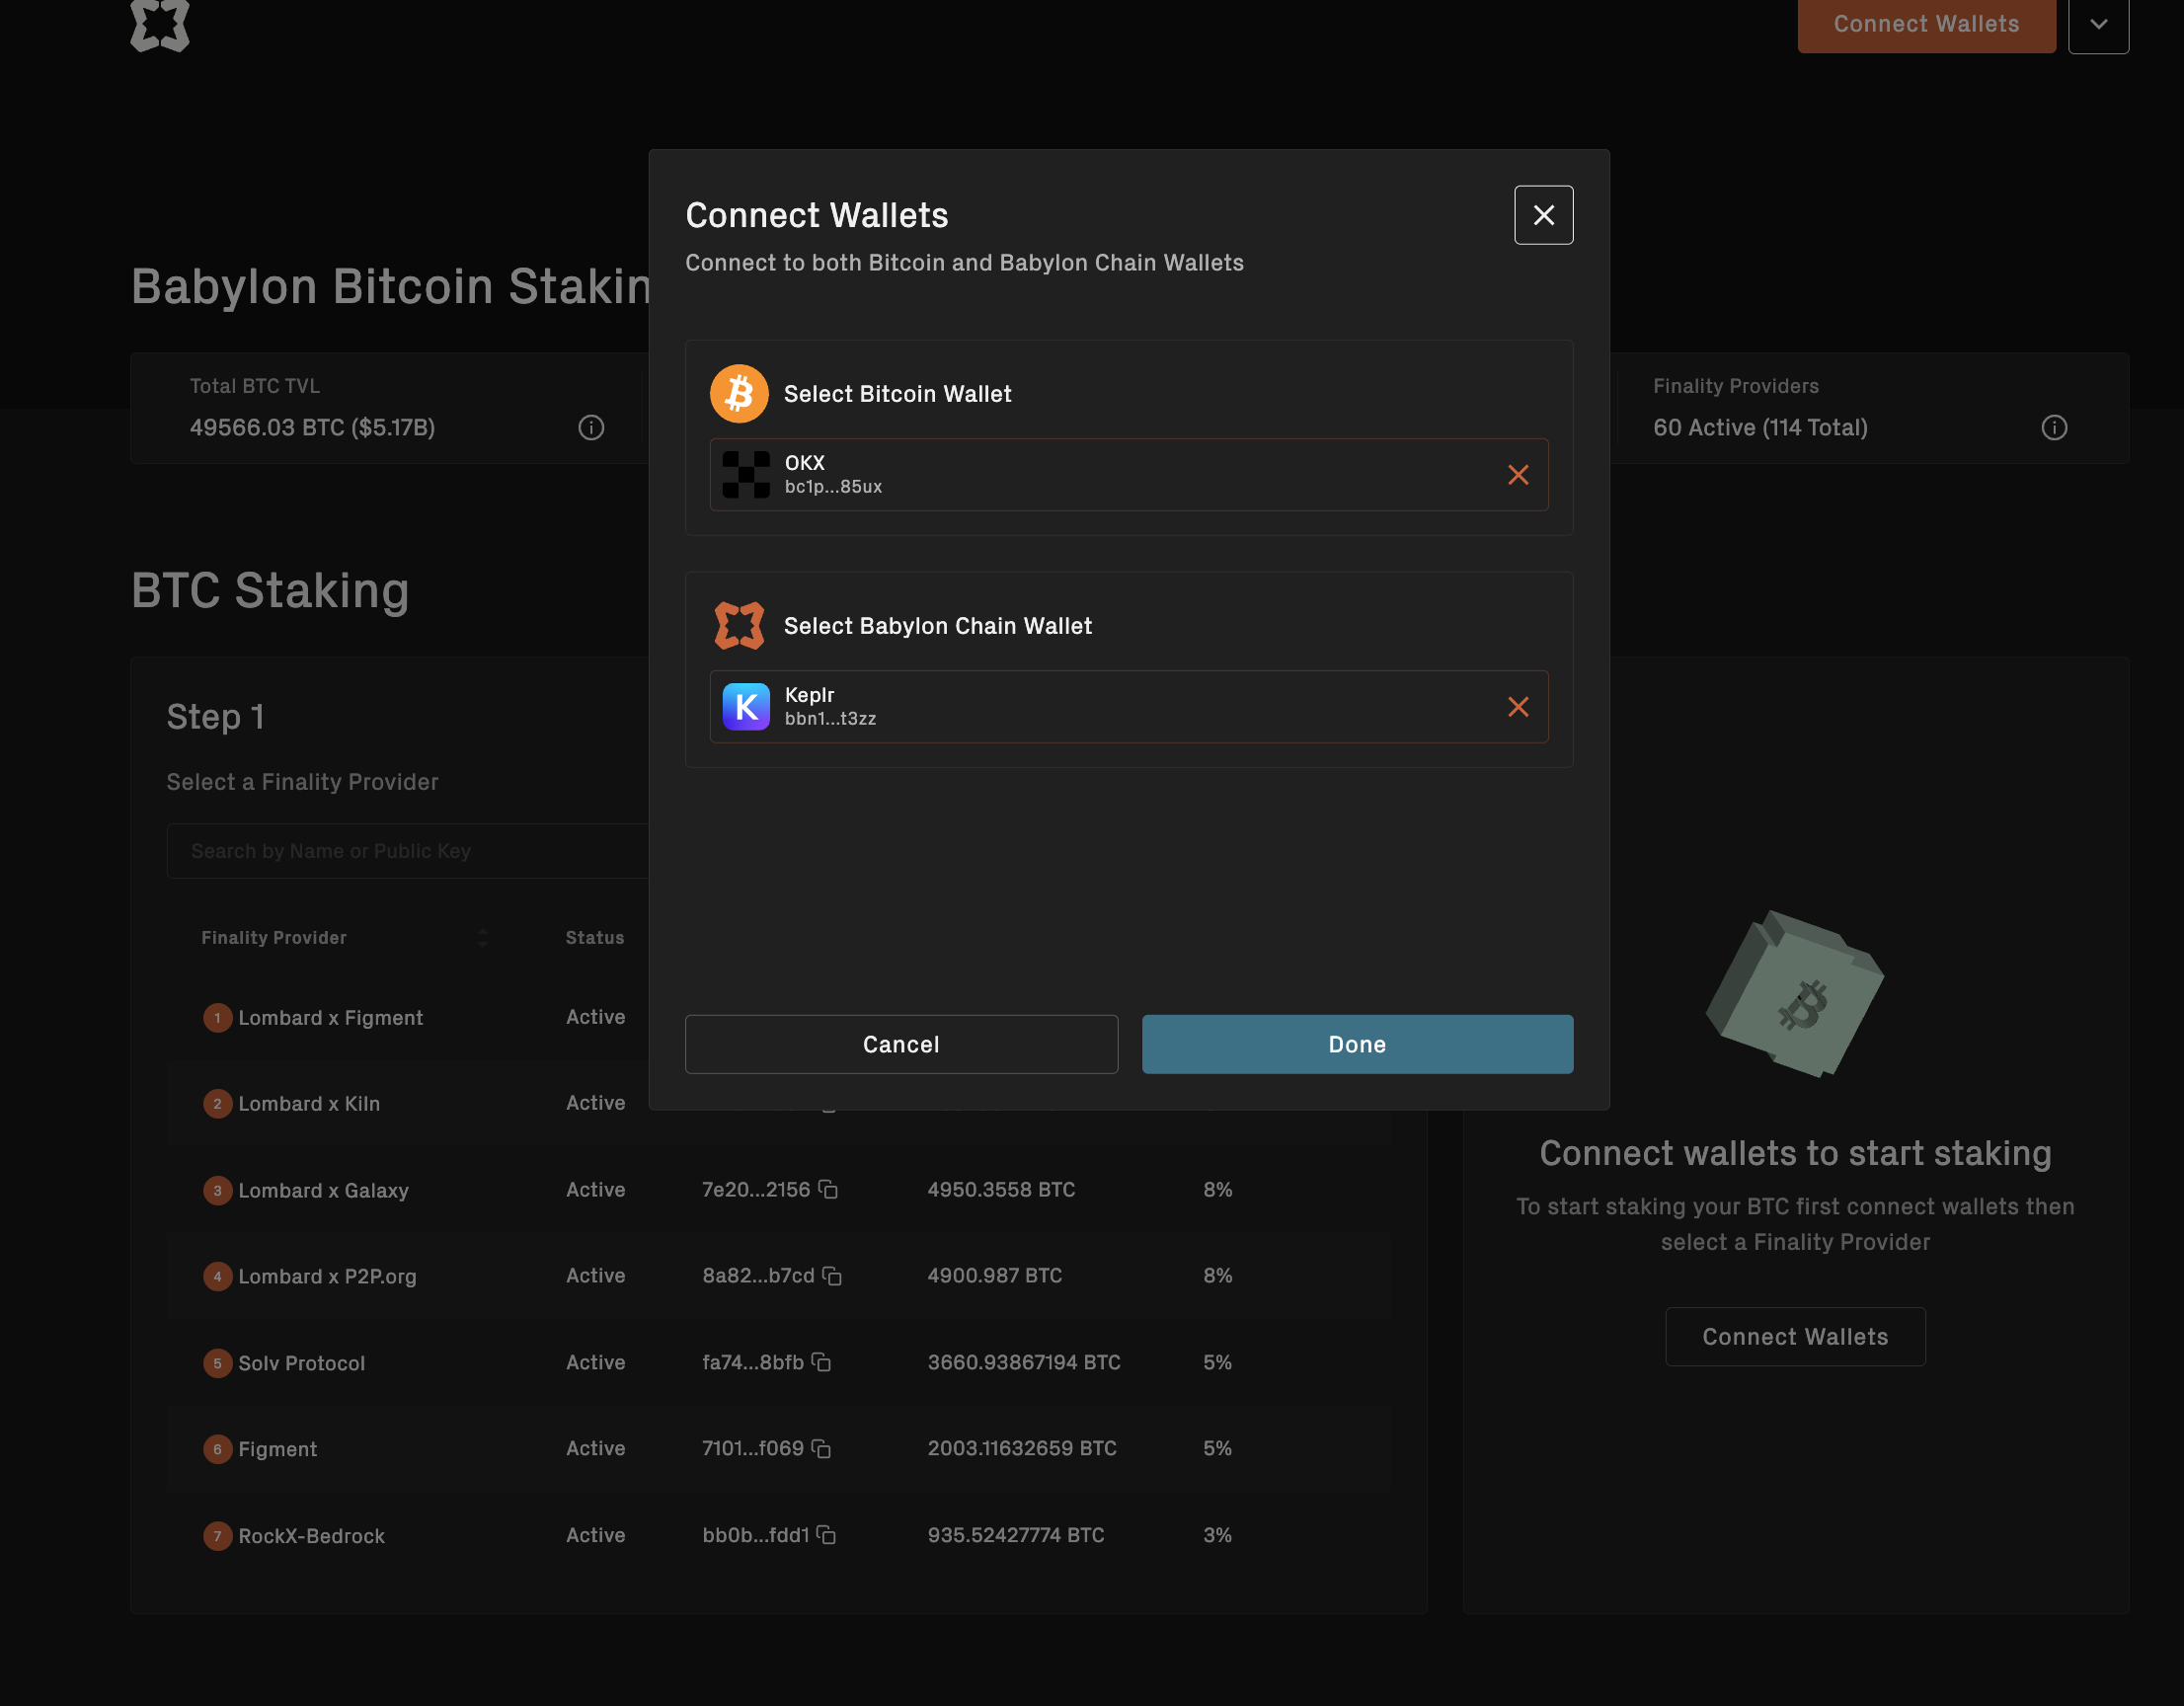 Connect Wallets
Babylon Bitcoin Stakin
Total BTC TVL
49566.03 BTC ($5.17B)
Finality Providers
60 Active (114 Total)
Connect Wallets
Connect to both Bitcoin and Babylon Chain Wallets
Select Bitcoin Wallet
OKX
bc1p...85ux
Select Babylon Chain Wallet
K
Keplr
bbn1...t3zz
Cancel
Done
BTC Staking
Step 1
Select a Finality Provider
Search by Name or Public Key
Finality Provider Status
1 Lombard x Figment Active
2 Lombard x Kiln Active
3 Lombard x Galaxy Active 7e20...2156 4950.3558 BTC 8%
4 Lombard x P2P.org Active 8a82...b7cd 4900.987 BTC 8%
5 Solv Protocol Active fa74...8bfb 3660.93867194 BTC 5%
6 Figment Active 7101...f069 2003.11632659 BTC 5%
7 RockX-Bedrock Active bb0b...fdd1 935.52427774 BTC 3%
Connect wallets to start staking
To start staking your BTC first connect wallets then
select a Finality Provider
Connect Wallets